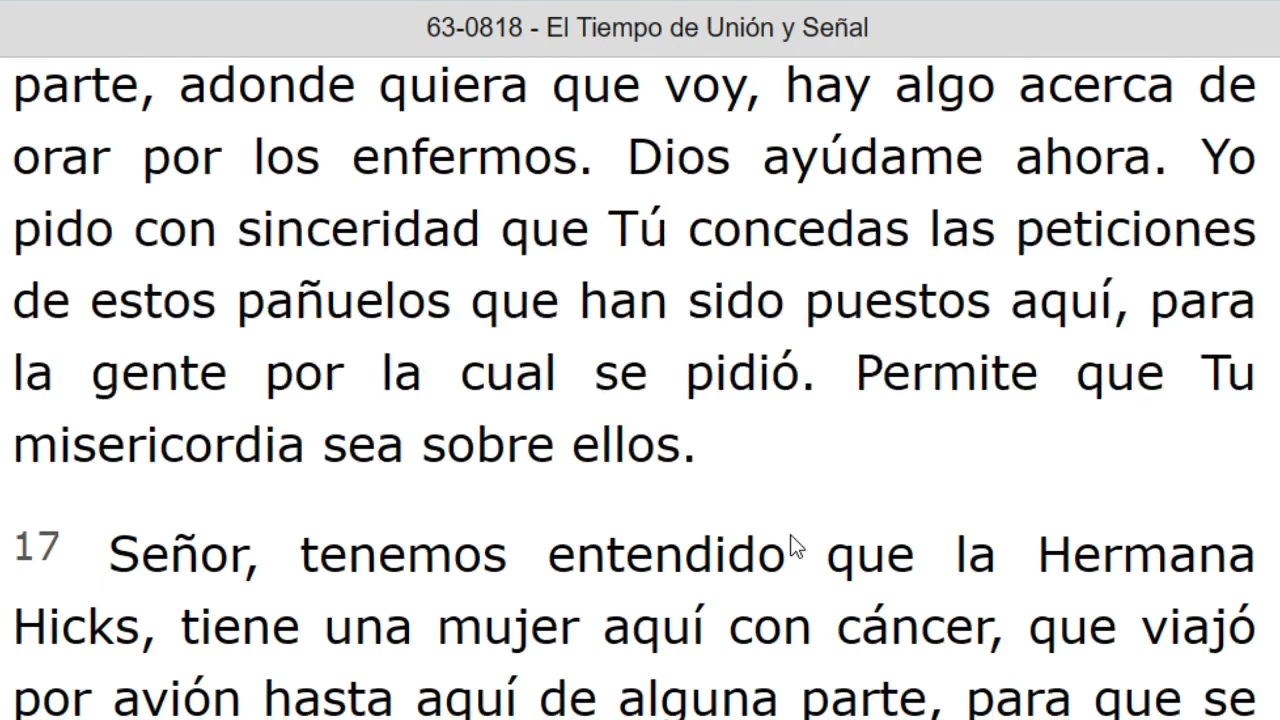 63-0818 - El Tiempo de Unión y Señal
parte, adonde quiera que voy, hay algo acerca de
orar por los enfermos. Dios ayúdame ahora. Yo
pido con sinceridad que Tú concedas las peticiones
de estos pañuelos que han sido puestos aquí, para
la gente por la cual se pidió. Permite que Tu
misericordia sea sobre ellos.
17 Señor, tenemos entendido que la Hermana
Hicks, tiene una mujer aquí con cáncer, que viajó
por avión hasta aquí de alguna parte, para que se